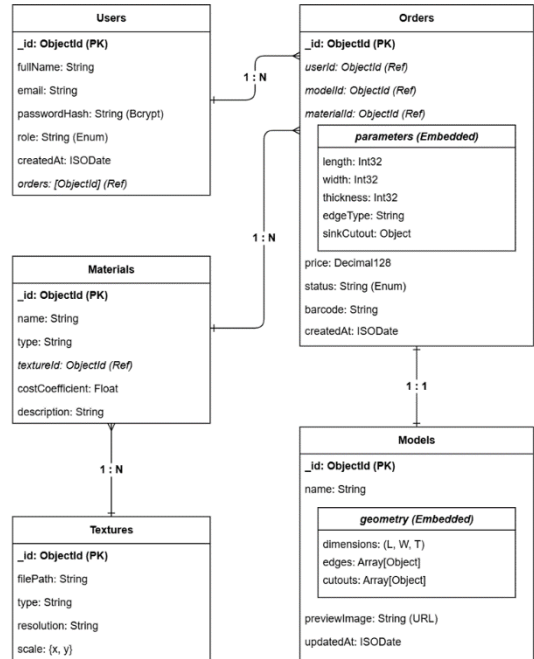 Users
_id: ObjectId (PK)
fullName: String
email: String
passwordHash: String (Bcrypt)
role: String (Enum)
createdAt: ISODate
orders: [ObjectId] (Ref)
1 : N
Orders
_id: ObjectId (PK)
userId: ObjectId (Ref)
modelId: ObjectId (Ref)
materialId: ObjectId (Ref)
parameters (Embedded)
length: Int32
width: Int32
thickness: Int32
edgeType: String
sinkCutout: Object
price: Decimal128
status: String (Enum)
barcode: String
createdAt: ISODate
1 : N
Materials
_id: ObjectId (PK)
name: String
type: String
textureId: ObjectId (Ref)
costCoefficient: Float
description: String
1 : 1
1 : N
Models
_id: ObjectId (PK)
name: String
geometry (Embedded)
dimensions: (L, W, T)
edges: Array[Object]
cutouts: Array[Object]
previewImage: String (URL)
updatedAt: ISODate
Textures
_id: ObjectId (PK)
filePath: String
type: String
resolution: String
scale: {x, y}